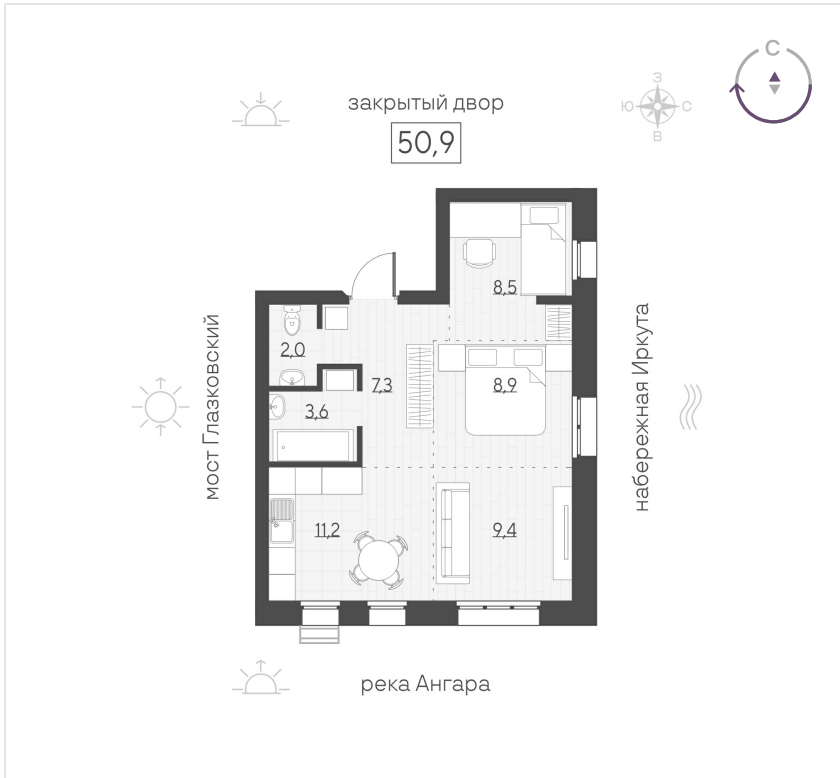 С
З
Ю С
В
закрытый двор
50,9
мост Глазковский
набережная Иркута
8,5
2,0
7,3
8,9
3,6
11,2
9,4
река Ангара